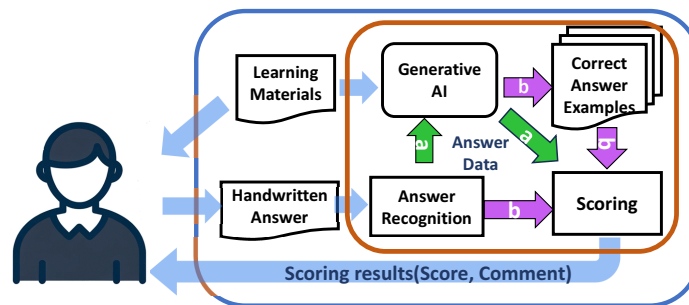 Learning
Materials
Generative
AI
b
Correct
Answer
Examples
a
Answer
Data
a
b
Handwritten
Answer
Answer
Recognition
b
Scoring
Scoring results(Score, Comment)